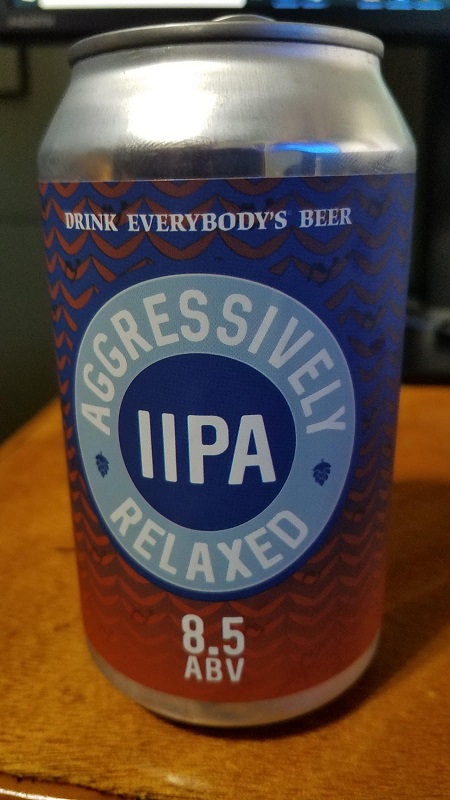 DRINK EVERYBODY'S BEER
AGGRESSIVELY
IIPA
RELAXED
8.5
ABV